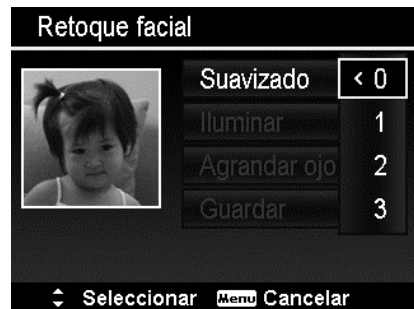 Retoque facial
Suavizado < 0
Iluminar 1
Agrandar ojo 2
Guardar 3
Seleccionar Menu Cancelar